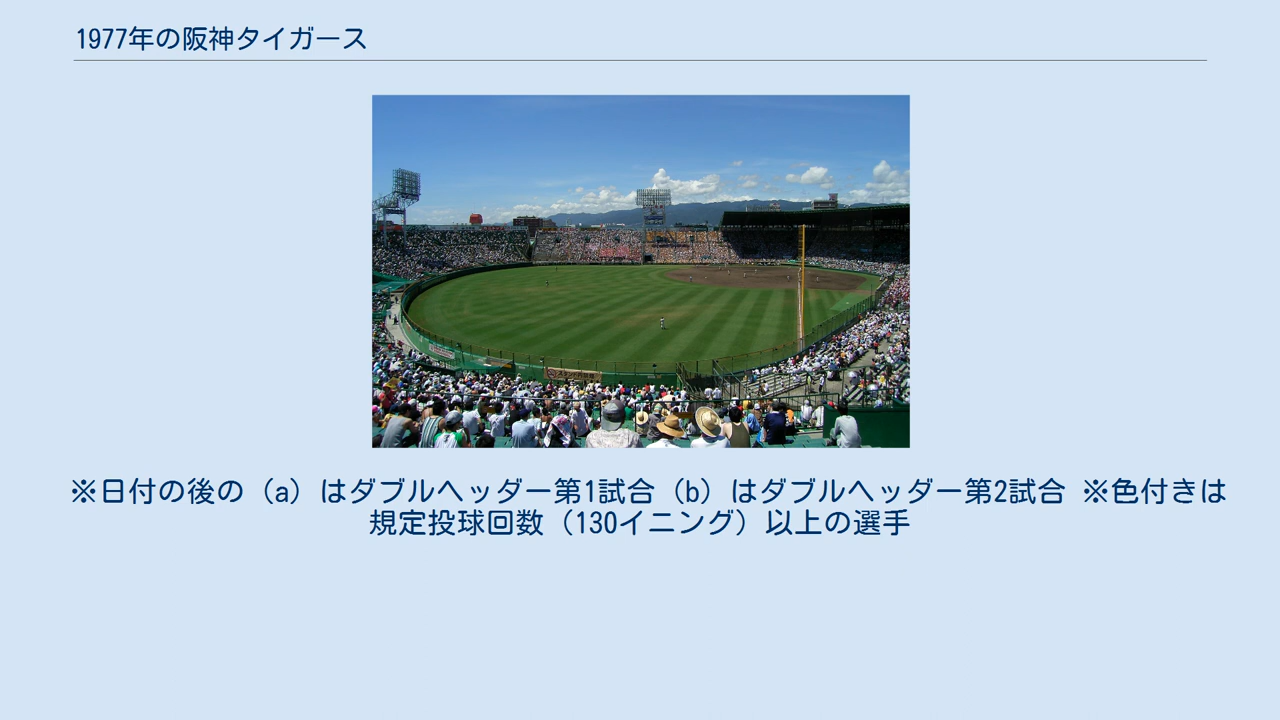 1977年の阪神タイガース
※日付の後の（a）はダブルヘッダー第1試合（b）はダブルヘッダー第2試合 ※色付きは
規定投球回数（130イニング）以上の選手